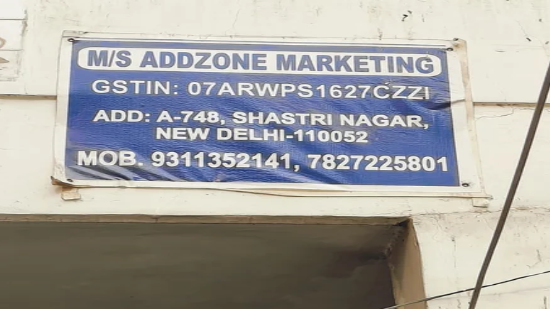 M/S ADDZONE MARKETING
GSTIN: 07ARWPS1627CZZI
ADD: A-748, SHASTRI NAGAR,
NEW DELHI-110052
MOB. 9311352141, 7827225801